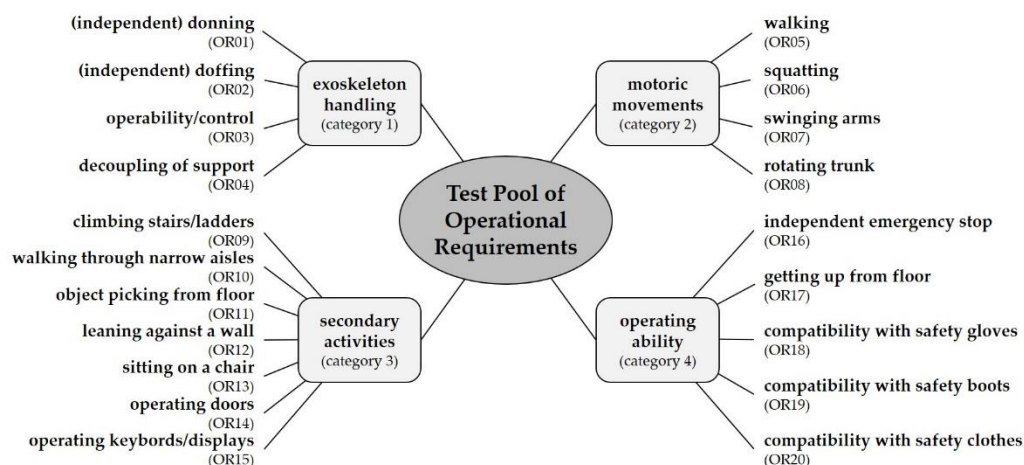 (independent) donning
(OR01)
(independent) doffing
(OR02)
operability/control
(OR03)
decoupling of support
(OR04)
exoskeleton
handling
(category 1)
motoric
movements
(category 2)
walking
(OR05)
squatting
(OR06)
swinging arms
(OR07)
rotating trunk
(OR08)
Test Pool of
Operational
Requirements
climbing stairs/ladders
(OR09)
walking through narrow aisles
(OR10)
object picking from floor
(OR11)
leaning against a wall
(OR12)
sitting on a chair
(OR13)
operating doors
(OR14)
operating keybords/displays
(OR15)
secondary
activities
(category 3)
operating
ability
(category 4)
independent emergency stop
(OR16)
getting up from floor
(OR17)
compatibility with safety gloves
(OR18)
compatibility with safety boots
(OR19)
compatibility with safety clothes
(OR20)